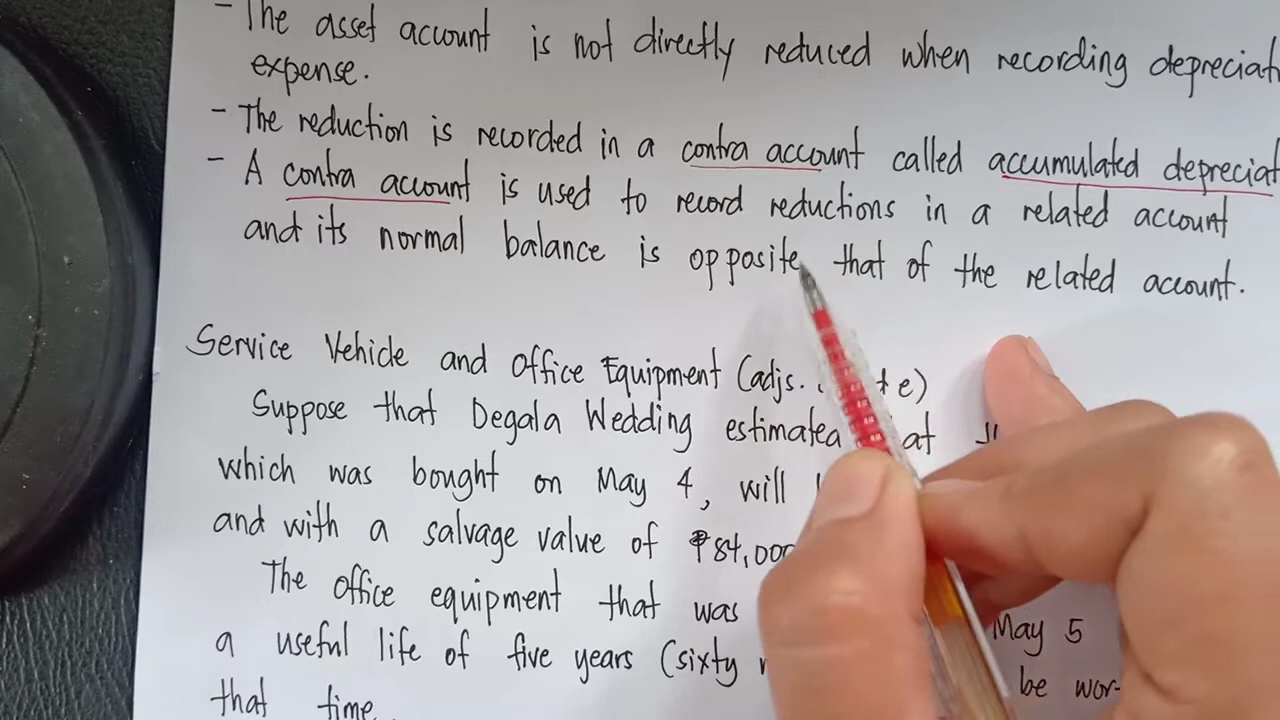 - The asset account is not directly reduced when recording depreciat
expense.
- The reduction is recorded in a contra account called accumulated depreciat
- A contra account is used to record reductions in a related account
and its normal balance is opposite that of the related account.
Service Vehicle and Office Equipment (adjs.
Suppose that Degala Wedding estimated
which was bought on May 4, will
and with a salvage value of ₱84,000
The office equipment that was May 5
a useful life of five years (sixty be wor-
that time